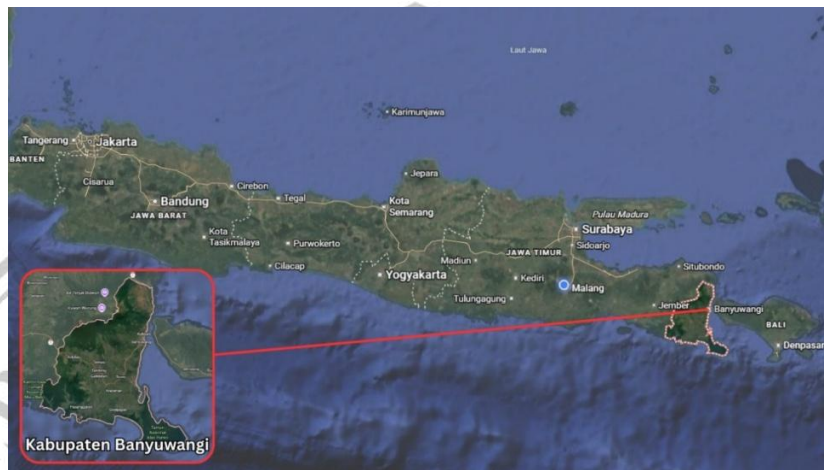 Laut Jawa
Karimunjawa
Tangerang
Jakarta
BANTEN
Cisarua
Jepara
Cirebon
Tegal
Kota
Semarang
Bandung
JAWA BARAT
Pulau Madura
Surabaya
Kota
Tasikmalaya
Purwokerto
JAWA TIMUR
Sidoarjo
Cilacap
Yogyakarta
Madiun
Kediri
Situbondo
Malang
Tulungagung
Jember
Banyuwangi
BALI
Denpasar
Kabupaten Banyuwangi